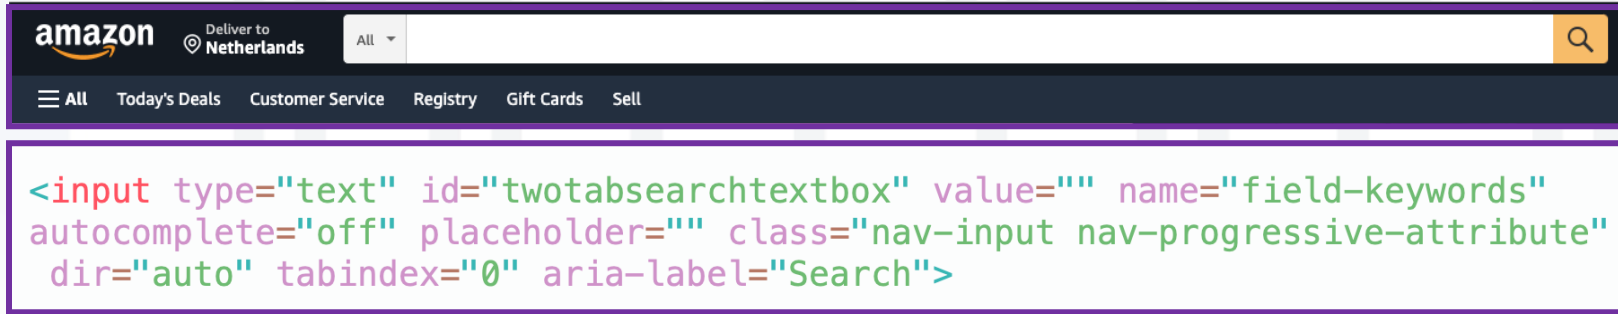 amazon
Deliver to
Netherlands
All
All
Today's Deals
Customer Service
Registry
Gift Cards
Sell
<input type="text" id="twotabsearchtextbox" value="" name="field-keywords"
autocomplete="off" placeholder="" class="nav-input nav-progressive-attribute"
dir="auto" tabindex="0" aria-label="Search">